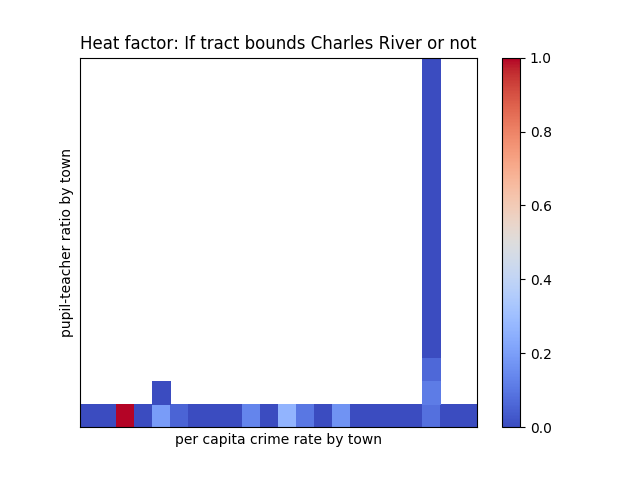 Heat factor: If tract bounds Charles River or not
pupil-teacher ratio by town
per capita crime rate by town
1.0
0.8
0.6
0.4
0.2
0.0